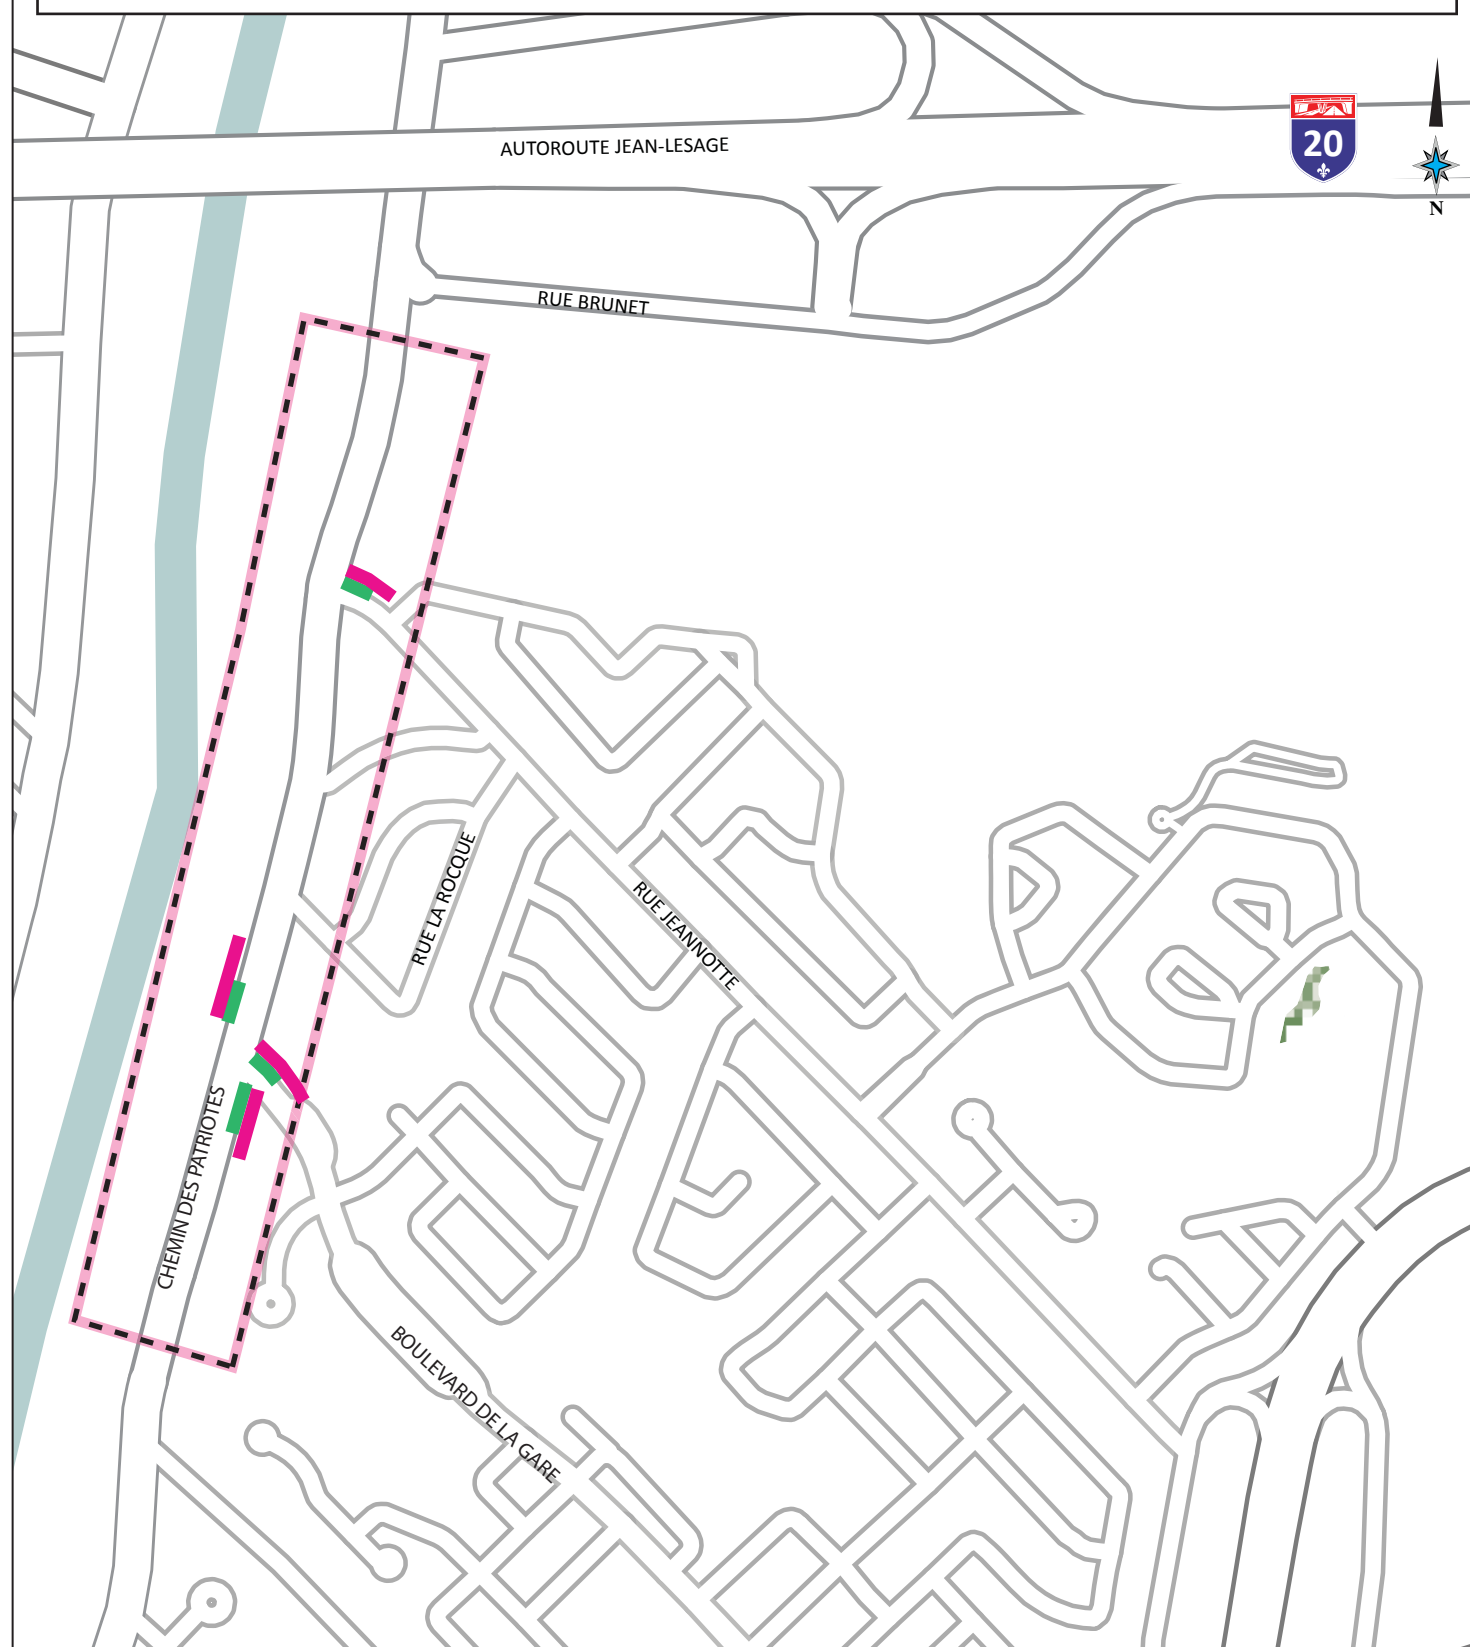 AUTOROUTE JEAN-LESAGE
20
N
RUE BRUNET
RUE LA ROCQUE
RUE JEANNOTTE
CHEMIN DES PATRIOTES
BOULEVARD DE LA GARE